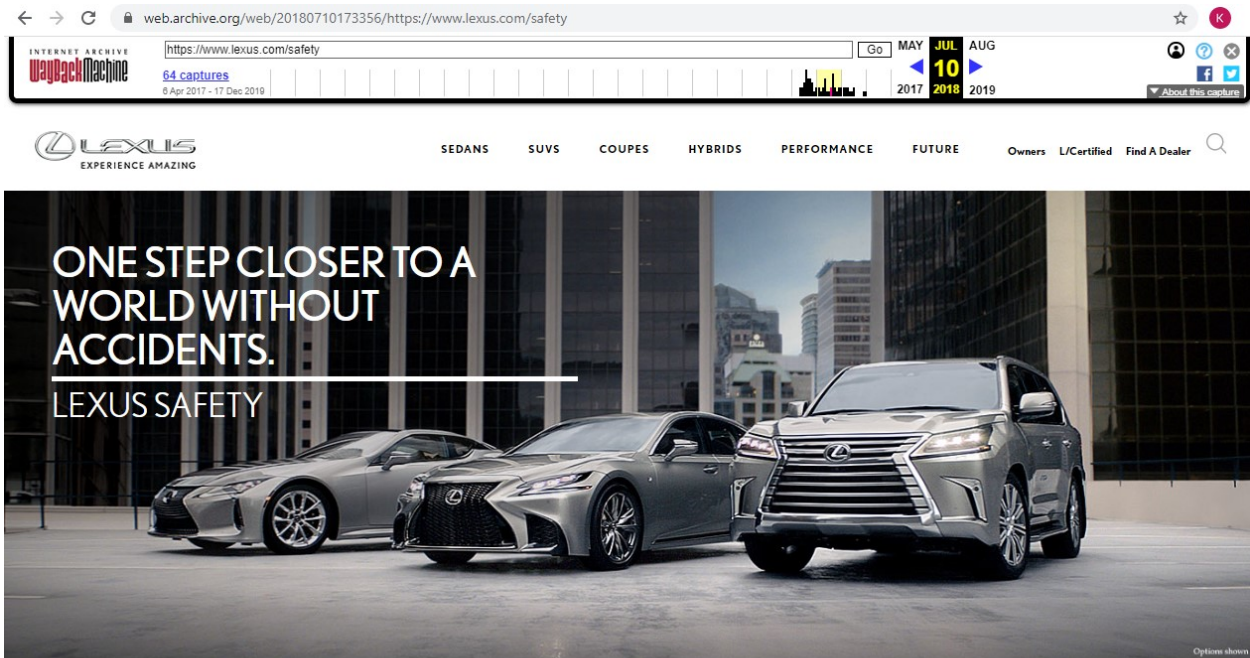 web.archive.org/web/20180710173356/https://www.lexus.com/safety
K
INTERNET ARCHIVE
WayBackMachine
https://www.lexus.com/safety
Go
MAY JUL AUG
64 captures
10
6 Apr 2017 - 17 Dec 2019
2017 2018 2019
f
About this capture
LEXUS
EXPERIENCE AMAZING
SEDANS SUVS COUPES HYBRIDS PERFORMANCE FUTURE Owners L/Certified Find A Dealer
ONE STEP CLOSER TO A
WORLD WITHOUT
ACCIDENTS.
LEXUS SAFETY
Options shown